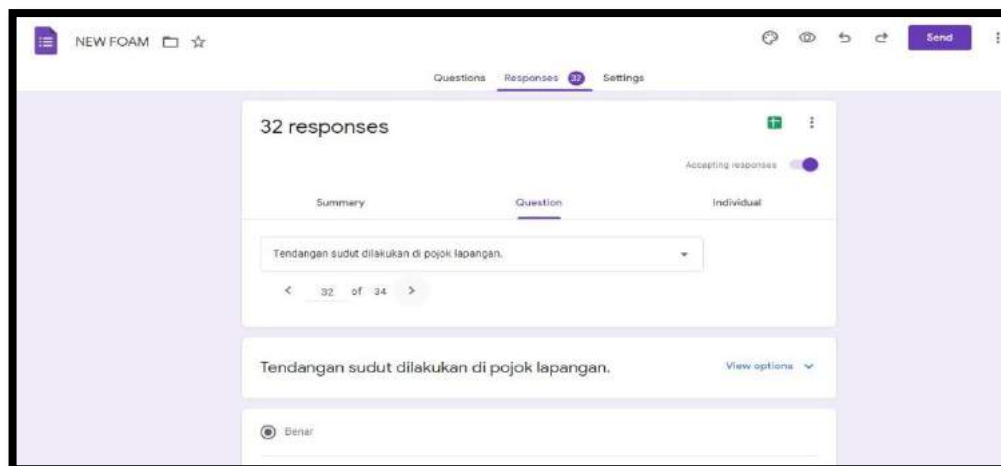 NEW FOAM
Send
Questions Responses 32 Settings
32 responses
Accepting responses
Summary Question Individual
Tendangan sudut dilakukan di pojok lapangan.
32 of 34
Tendangan sudut dilakukan di pojok lapangan. View options
Benar